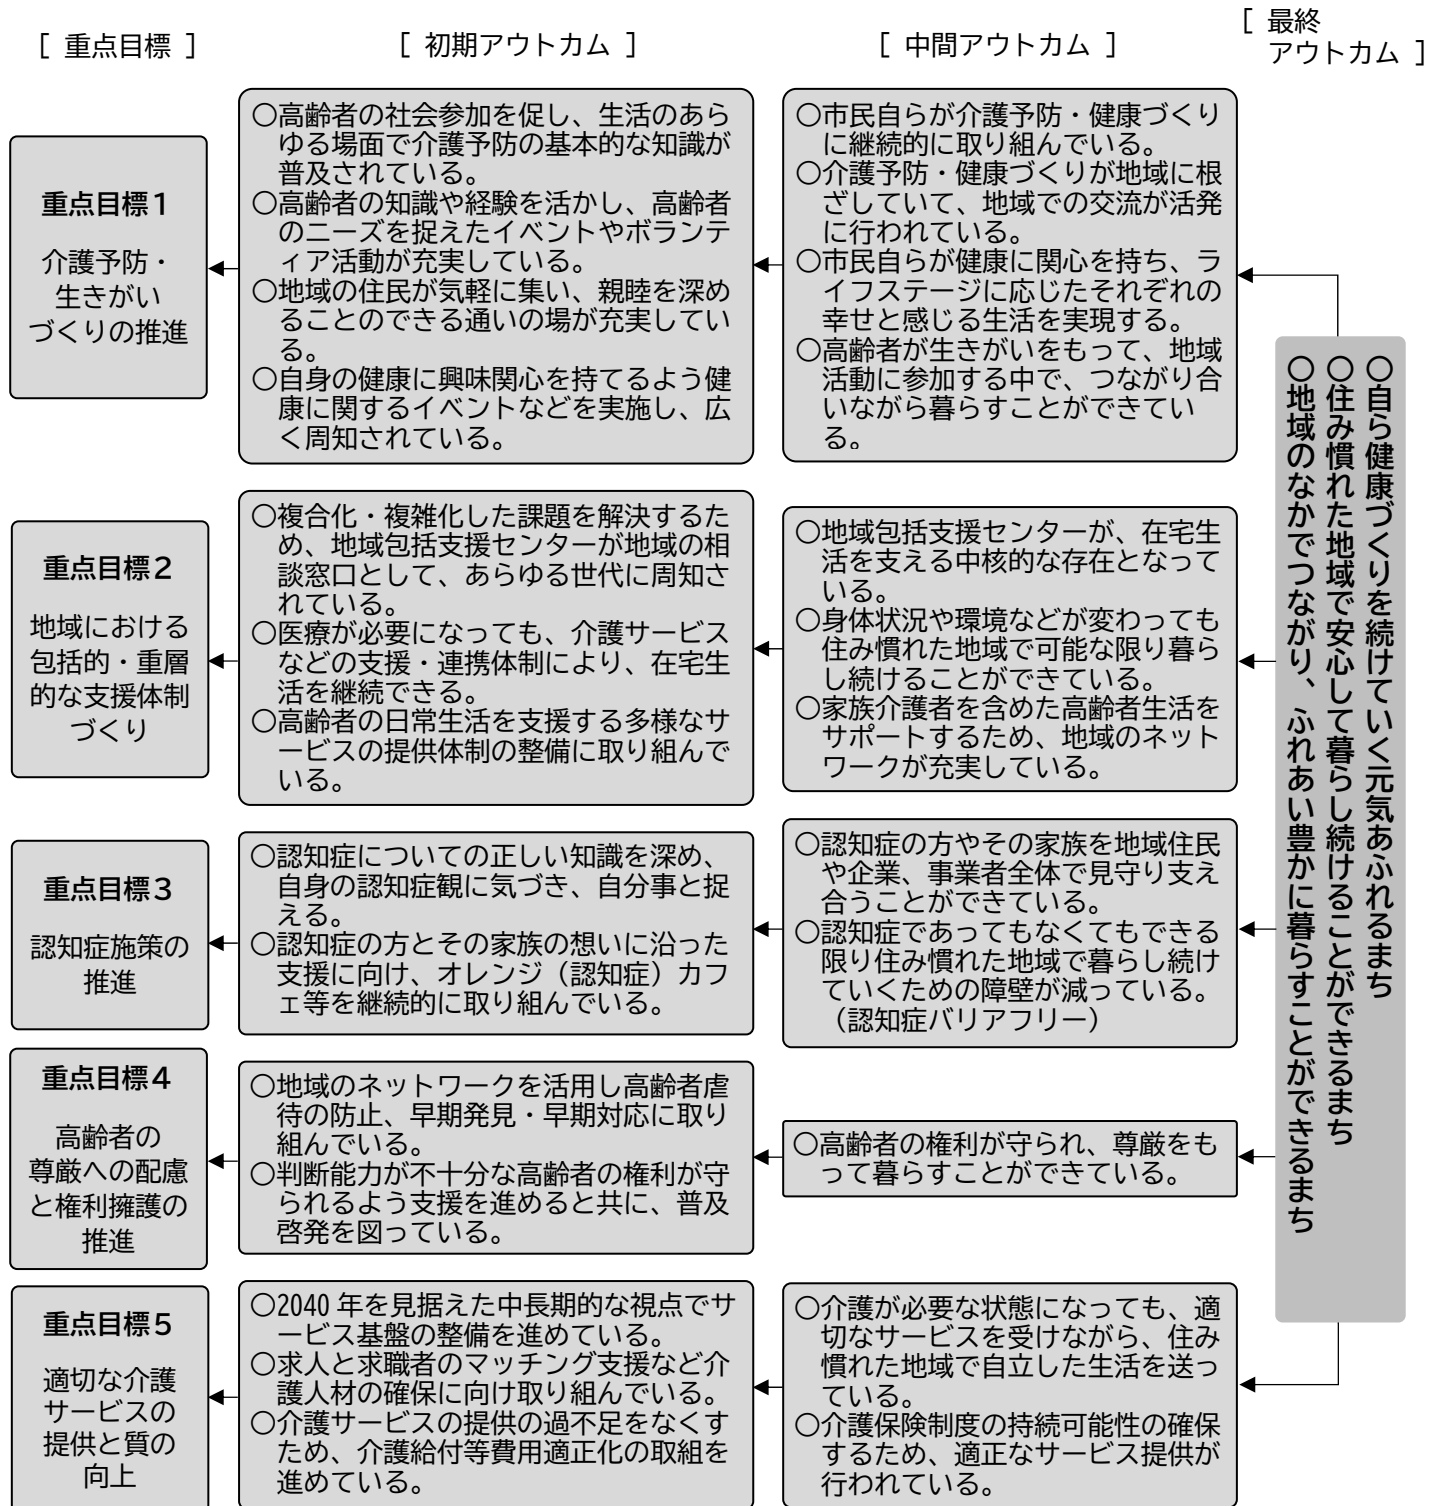 [ 重点目標 ]
[ 初期アウトカム ]
[ 中間アウトカム ]
[ 最終
アウトカム ]
重点目標１
介護予防・
生きがい
づくりの推進
○高齢者の社会参加を促し、生活のあら
ゆる場面で介護予防の基本的な知識が
普及されている。
○高齢者の知識や経験を活かし、高齢者
のニーズを捉えたイベントやボランテ
ィア活動が充実している。
○地域の住民が気軽に集い、親睦を深め
ることのできる通いの場が充実してい
る。
○自身の健康に興味関心を持てるよう健
康に関するイベントなどを実施し、広
く周知されている。
○市民自らが介護予防・健康づくり
に継続的に取り組んでいる。
○介護予防・健康づくりが地域に根
ざしていて、地域での交流が活発
に行われている。
○市民自らが健康に関心を持ち、ラ
イフステージに応じたそれぞれの
幸せと感じる生活を実現する。
○高齢者が生きがいをもって、地域
活動に参加する中で、つながり合
いながら暮らすことができてい
る。
重点目標２
地域における
包括的・重層
的な支援体制
づくり
○複合化・複雑化した課題を解決するた
め、地域包括支援センターが地域の相
談窓口として、あらゆる世代に周知さ
れている。
○医療が必要になっても、介護サービス
などの支援・連携体制により、在宅生
活を継続できる。
○高齢者の日常生活を支援する多様なサ
ービスの提供体制の整備に取り組んで
いる。
○地域包括支援センターが、在宅生
活を支える中核的な存在となって
いる。
○身体状況や環境などが変わっても
住み慣れた地域で可能な限り暮ら
し続けることができている。
○家族介護者を含めた高齢者生活を
サポートするため、地域のネット
ワークが充実している。
重点目標３
認知症施策の
推進
○認知症についての正しい知識を深め、
自身の認知症観に気づき、自分事と捉
える。
○認知症の方とその家族の想いに沿った
支援に向け、オレンジ（認知症）カフ
ェ等を継続的に取り組んでいる。
○認知症の方やその家族を地域住民
や企業、事業者全体で見守り支え
合うことができている。
○認知症であってもなくてもできる
限り住み慣れた地域で暮らし続け
ていくための障壁が減っている。
（認知症バリアフリー）
重点目標４
高齢者の
尊厳への配慮
と権利擁護の
推進
○地域のネットワークを活用し高齢者虐
待の防止、早期発見・早期対応に取り
組んでいる。
○判断能力が不十分な高齢者の権利が守
られるよう支援を進めると共に、普及
啓発を図っている。
○高齢者の権利が守られ、尊厳をも
って暮らすことができている。
重点目標５
適切な介護
サービスの
提供と質の
向上
○2040 年を見据えた中長期的な視点でサ
ービス基盤の整備を進めている。
○求人と求職者のマッチング支援など介
護人材の確保に向け取り組んでいる。
○介護サービスの提供の過不足をなくす
ため、介護給付等費用適正化の取組を
進めている。
○介護が必要な状態になっても、適
切なサービスを受けながら、住み
慣れた地域で自立した生活を送っ
ている。
○介護保険制度の持続可能性の確保
するため、適正なサービス提供が
行われている。
○自ら健康づくりを続けていく元気あふれるまち
○住み慣れた地域で安心して暮らし続けることができるまち
○地域のなかでつながり、ふれあい豊かに暮らすことができるまち